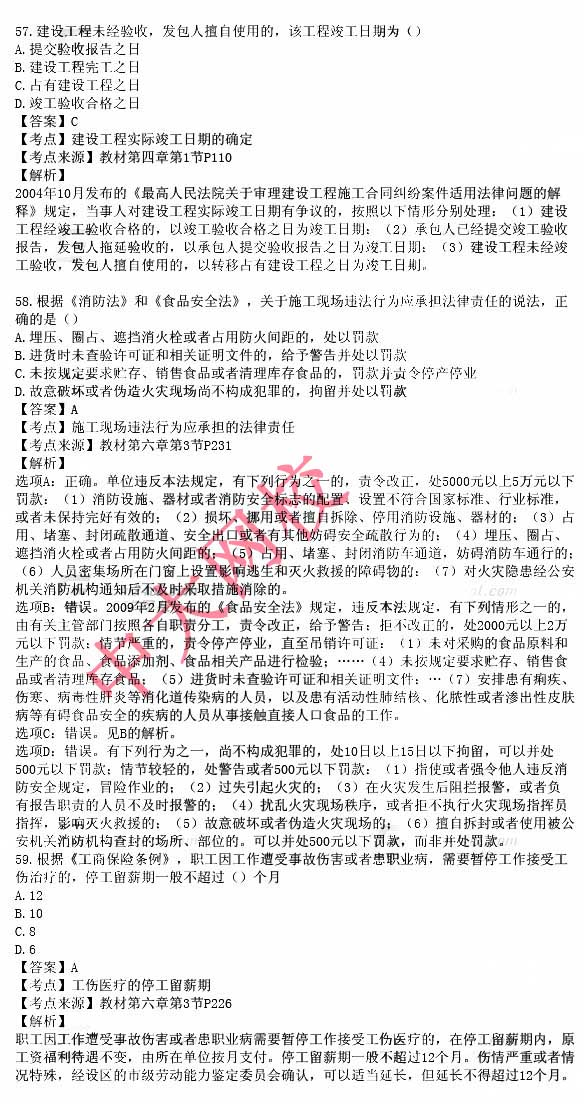 57.建设工程未经验收，发包人擅自使用的，该工程竣工日期为（）
A.提交验收报告之日
B.建设工程完工之日
C.占有建设工程之日
D.竣工验收合格之日
【答案】C
【考点】建设工程实际竣工日期的确定
【考点来源】教材第四章第1节P110
【解析】
2004年10月发布的《最高人民法院关于审理建设工程施工合同纠纷案件适用法律问题的解
释》规定，当事人对建设工程实际竣工日期有争议的，按照以下情形分别处理：（1）建设
工程经竣工验收合格的，以竣工验收合格之日为竣工日期；（2）承包人已经提交竣工验收
报告，发包人拖延验收的，以承包人提交验收报告之日为竣工日期；（3）建设工程未经竣
工验收，发包人擅自使用的，以转移占有建设工程之日为竣工日期。
58.根据《消防法》和《食品安全法》，关于施工现场违法行为应承担法律责任的说法，正
确的是（）
A.埋压、圈占、遮挡消火栓或者占用防火间距的，处以罚款
B.进货时未查验许可证和相关证明文件的，给予警告并处以罚款
C.未按规定要求贮存、销售食品或者清理库存食品的，罚款并责令停产停业
D.故意破坏或者伪造火灾现场尚不构成犯罪的，拘留并处以罚款
【答案】A
【考点】施工现场违法行为应承担的法律责任
【考点来源】教材第六章第3节P231
【解析】
选项A：正确。单位违反本法规定，有下列行为之一的，责令改正，处5000元以上5万元以下
罚款：（1）消防设施、器材或者消防安全标志的配置、设置不符合国家标准、行业标准，
或者未保持完好有效的；（2）损坏、挪用或者擅自拆除、停用消防设施、器材的；（3）占
用、堵塞、封闭疏散通道、安全出口或者有其他妨碍安全疏散行为的；（4）埋压、圈占、
遮挡消火栓或者占用防火间距的；（5）占用、堵塞、封闭消防车通道，妨碍消防车通行的；
（6）人员密集场所在门窗上设置影响逃生和灭火救援的障碍物的；（7）对火灾隐患经公安
机关消防机构通知后不及时采取措施消除的。
选项B：错误。2009年2月发布的《食品安全法》规定，违反本法规定，有下列情形之一的，
由有关主管部门按照各自职责分工，责令改正，给予警告；拒不改正的，处2000元以上2万
元以下罚款；情节严重的，责令停产停业，直至吊销许可证：（1）未对采购的食品原料和
生产的食品、食品添加剂、食品相关产品进行检验；……（4）未按规定要求贮存、销售食
品或者清理库存食品；（5）进货时未查验许可证和相关证明文件；…（7）安排患有痢疾、
伤寒、病毒性肝炎等消化道传染病的人员，以及患有活动性肺结核、化脓性或者渗出性皮肤
病等有碍食品安全的疾病的人员从事接触直接入口食品的工作。
选项C：错误。见B的解析。
选项D：错误。有下列行为之一，尚不构成犯罪的，处10日以上15日以下拘留，可以并处
500元以下罚款；情节较轻的，处警告或者500元以下罚款：（1）指使或者强令他人违反消
防安全规定，冒险作业的；（2）过失引起火灾的；（3）在火灾发生后阻拦报警，或者负
有报告职责的人员不及时报警的；（4）扰乱火灾现场秩序，或者拒不执行火灾现场指挥员
指挥，影响灭火救援的；（5）故意破坏或者伪造火灾现场的；（6）擅自拆封或者使用被公
安机关消防机构查封的场所、部位的。可以并处500元以下罚款，而非并处罚款。
59.根据《工商保险条例》，职工因工作遭受事故伤害或者患职业病，需要暂停工作接受工
伤治疗的，停工留薪期一般不超过（）个月
A.12
B.10
C.8
D.6
【答案】A
【考点】工伤医疗的停工留薪期
【考点来源】教材第六章第3节P226
【解析】
职工因工作遭受事故伤害或者患职业病需要暂停工作接受工伤医疗的，在停工留薪期内，原
工资福利待遇不变，由所在单位按月支付。停工留薪期一般不超过12个月。伤情严重或者情
况特殊，经设区的市级劳动能力鉴定委员会确认，可以适当延长，但延长不得超过12个月。
中大网校